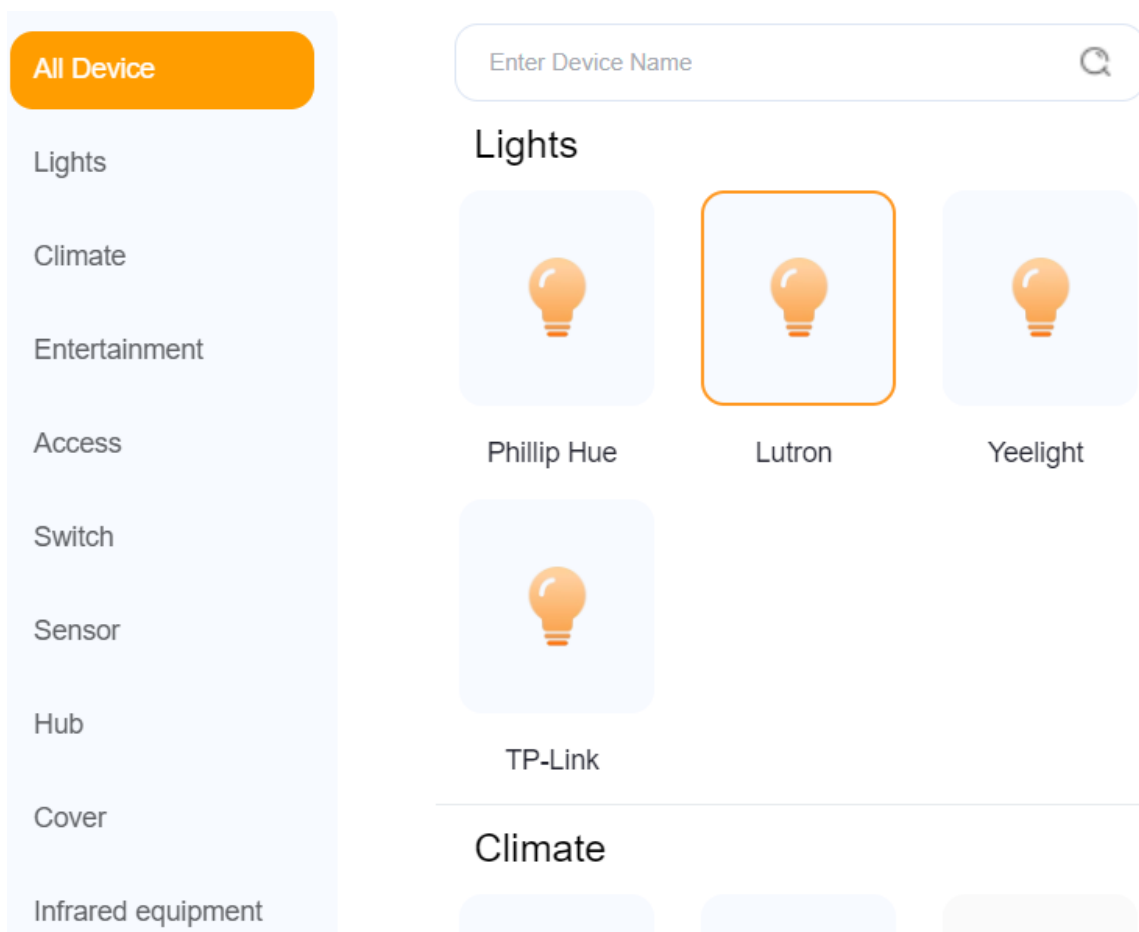 All Device
Lights
Climate
Entertainment
Access
Switch
Sensor
Hub
Cover
Infrared equipment
Enter Device Name
Lights
Phillip Hue
Lutron
Yeelight
TP-Link
Climate